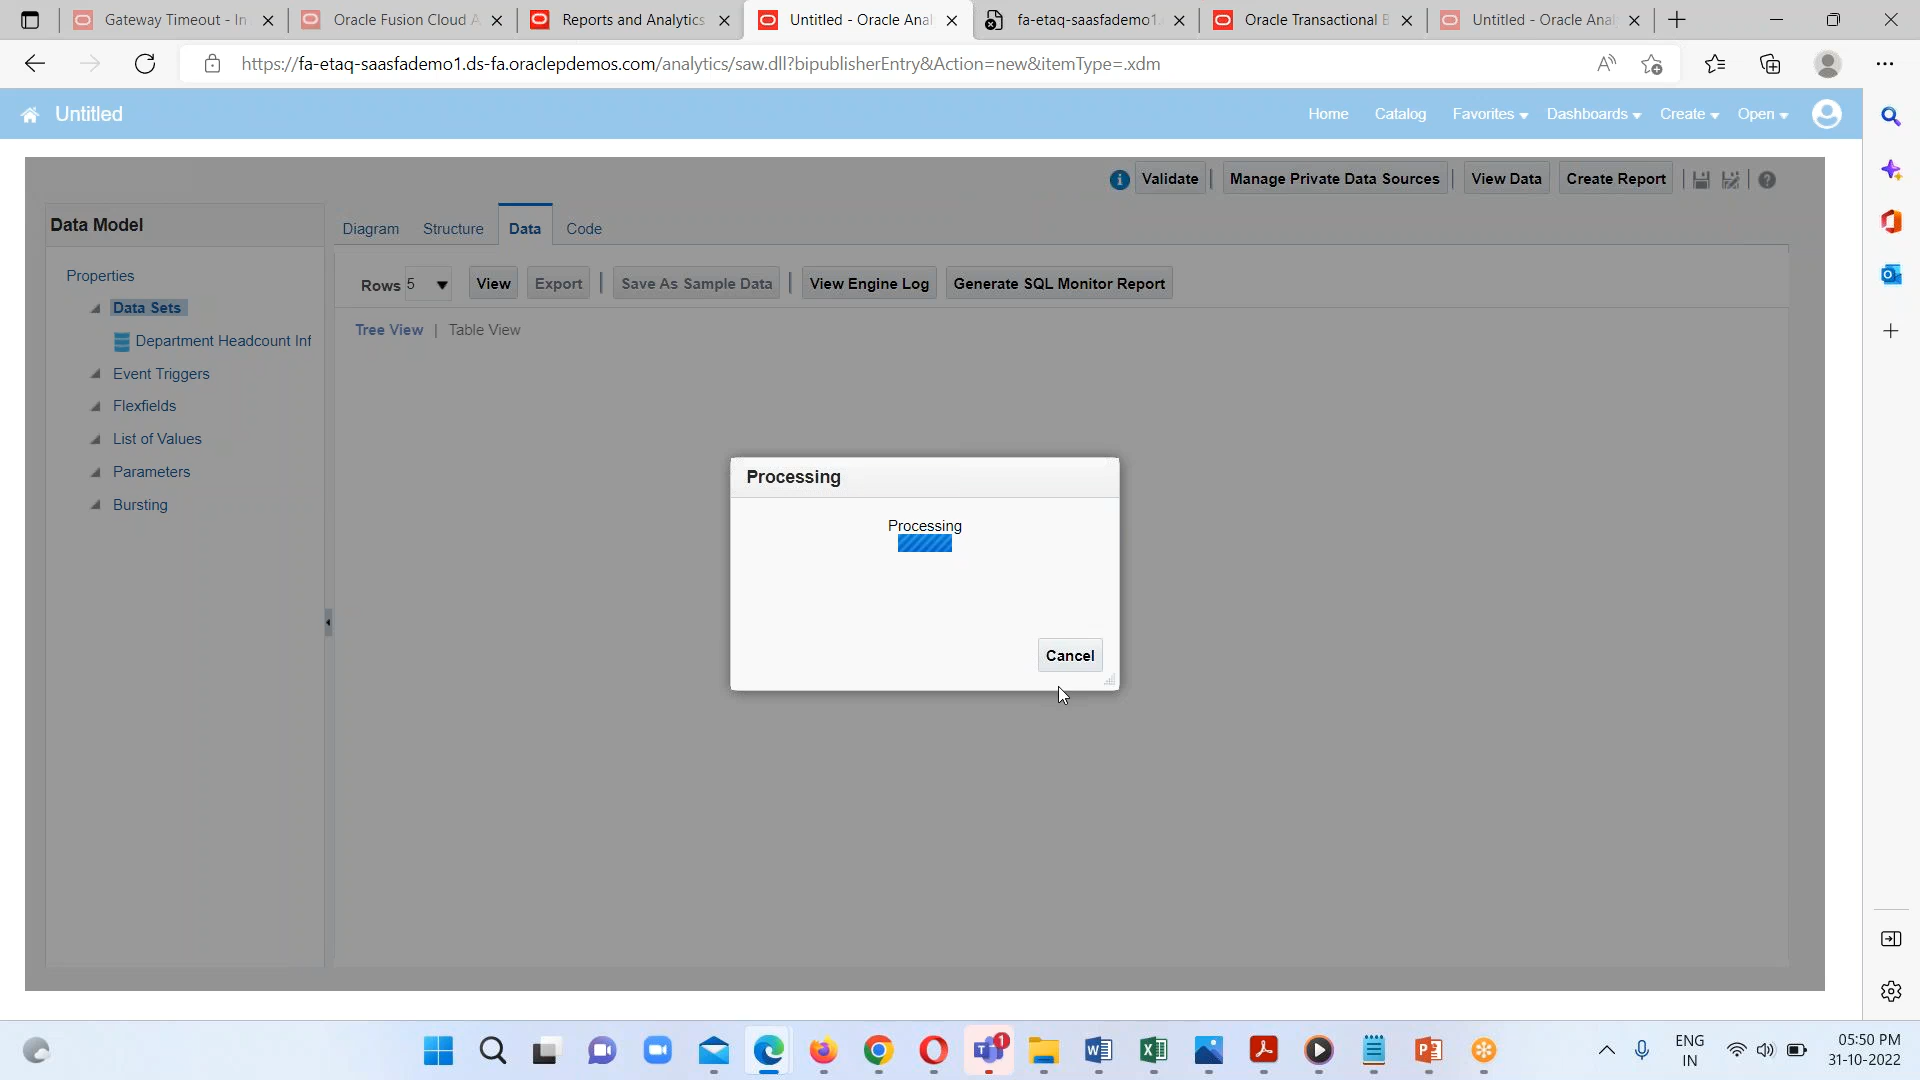 Gateway Timeout - In
Oracle Fusion Cloud A
Reports and Analytics
Untitled - Oracle Anal
fa-etaq-saasfademo1.
Oracle Transactional B
Untitled - Oracle Anal
https://fa-etaq-saasfademo1.ds-fa.oraclepdemos.com/analytics/saw.dll?bipublisherEntry&Action=new&itemType=.xdm
Untitled
Home Catalog Favorites Dashboards Create Open
Validate Manage Private Data Sources View Data Create Report
Data Model
Diagram Structure Data Code
Properties
Data Sets
Department Headcount Inf
Event Triggers
Flexfields
List of Values
Parameters
Bursting
Rows 5 View Export Save As Sample Data View Engine Log Generate SQL Monitor Report
Tree View | Table View
Processing
Processing
Cancel
1
ENG
IN
05:50 PM
31-10-2022